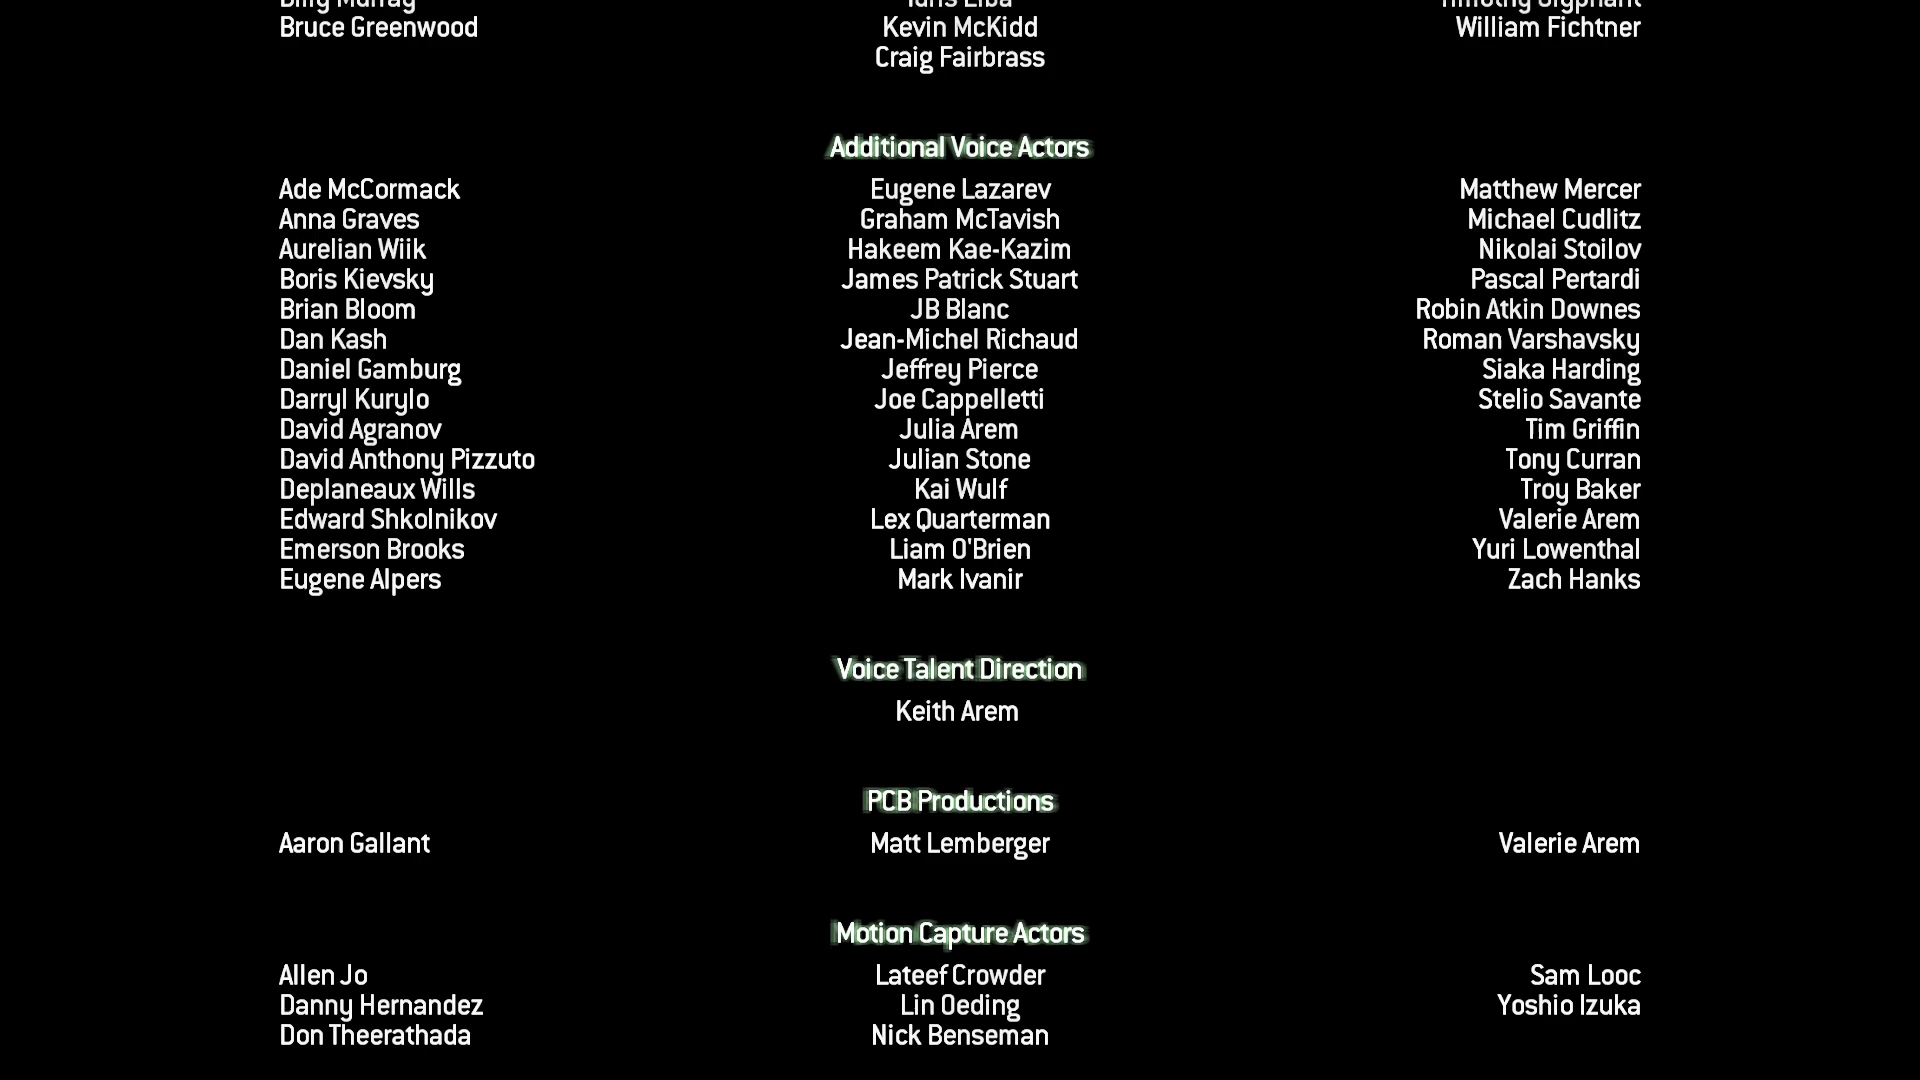 Billy Murray Idris Elba Timothy Olyphant
Bruce Greenwood Kevin McKidd William Fichtner
Craig Fairbrass
Additional Voice Actors
Ade McCormack Eugene Lazarev Matthew Mercer
Anna Graves Graham McTavish Michael Cudlitz
Aurelian Wiik Hakeem Kae-Kazim Nikolai Stoilov
Boris Kievsky James Patrick Stuart Pascal Pertardi
Brian Bloom JB Blanc Robin Atkin Downes
Dan Kash Jean-Michel Richaud Roman Varshavsky
Daniel Gamburg Jeffrey Pierce Siaka Harding
Darryl Kurylo Joe Cappelletti Stelio Savante
David Agranov Julia Arem Tim Griffin
David Anthony Pizzuto Julian Stone Tony Curran
Deplaneaux Wills Kai Wulf Troy Baker
Edward Shkolnikov Lex Quarterman Valerie Arem
Emerson Brooks Liam O'Brien Yuri Lowenthal
Eugene Alpers Mark Ivanir Zach Hanks
Voice Talent Direction
Keith Arem
PCB Productions
Aaron Gallant Matt Lemberger Valerie Arem
Motion Capture Actors
Allen Jo Lateef Crowder Sam Looc
Danny Hernandez Lin Oeding Yoshio Izuka
Don Theerathada Nick Benseman